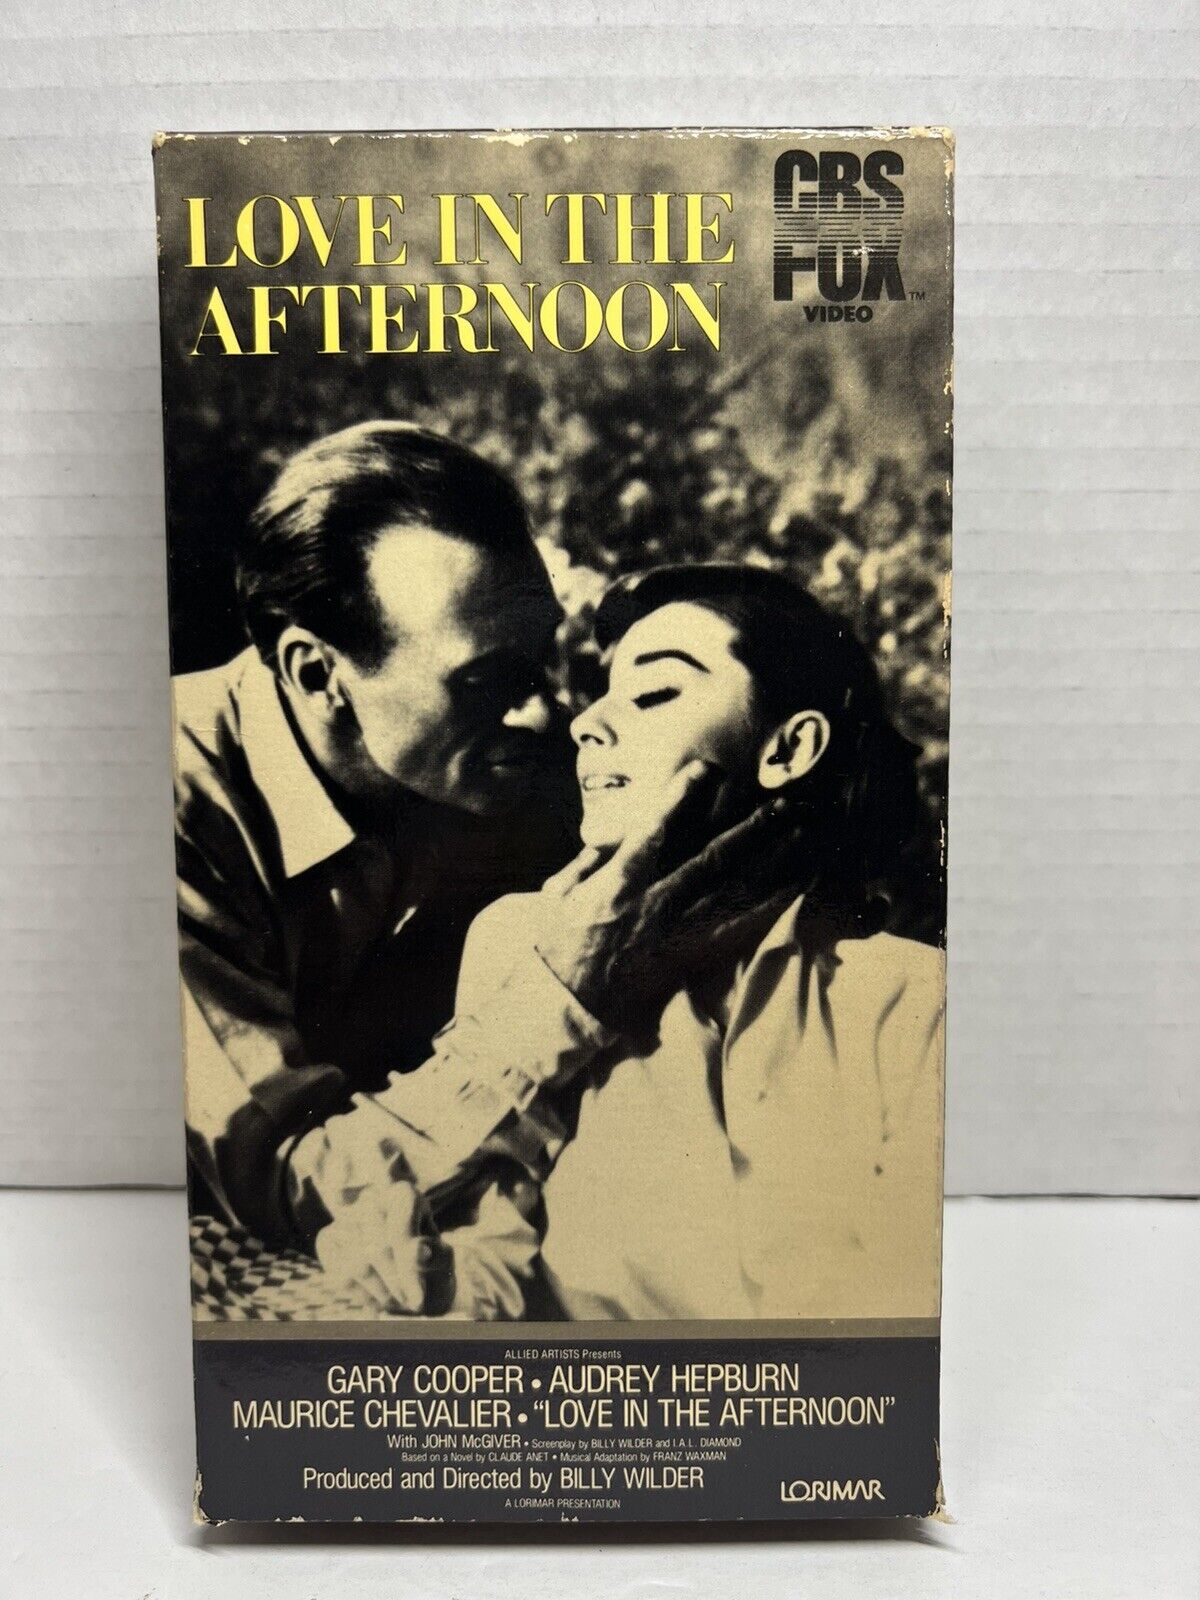 LOVE IN THE
AFTERNOON
CBS
FOX
TM
VIDEO
ALLIED ARTISTS Presents
GARY COOPER • AUDREY HEPBURN
MAURICE CHEVALIER • “LOVE IN THE AFTERNOON”
With JOHN McGIVER • Screenplay by BILLY WILDER and I.A.L. DIAMOND
Based on a Novel by CLAUDE ANET • Musical Adaptation by FRANZ WAXMAN
Produced and Directed by BILLY WILDER
LORIMAR
A LORIMAR PRESENTATION